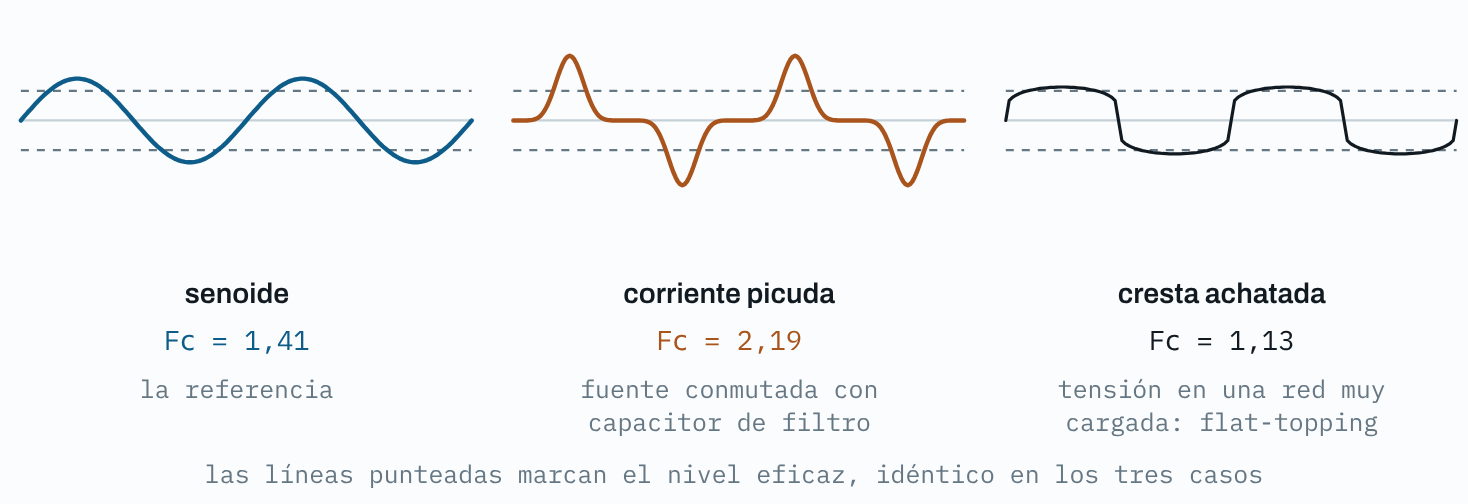 senoide
Fc = 1,41
la referencia
corriente picuda
Fc = 2,19
fuente conmutada con
capacitor de filtro
cresta achatada
Fc = 1,13
tensión en una red muy
cargada: flat-topping
las líneas punteadas marcan el nivel eficaz, idéntico en los tres casos